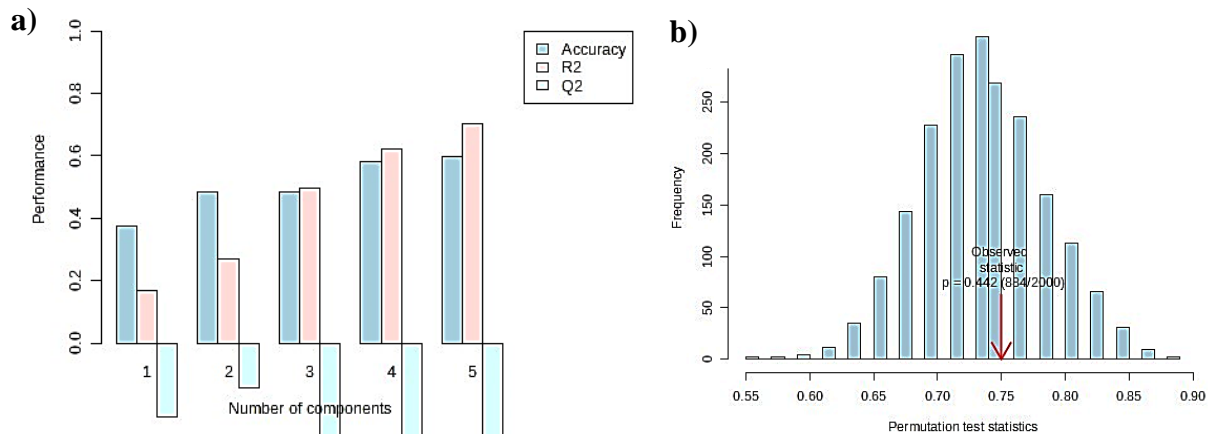 a)
1.0
0.8
0.6
0.4
0.2
0.0
Performance
Accuracy
R2
Q2
1 2 3 4 5
Number of components
b)
250
200
150
100
50
0
Frequency
Observed
statistic
p = 0.442 (884/2000)
0.55 0.60 0.65 0.70 0.75 0.80 0.85 0.90
Permutation test statistics